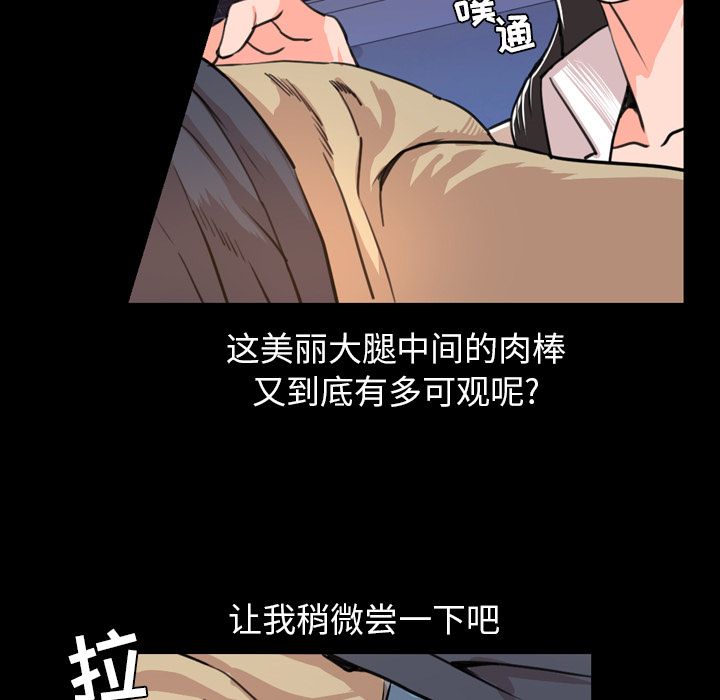 噗通
这美丽大腿中间的肉棒
又到底有多可观呢?
让我稍微尝一下吧
拉